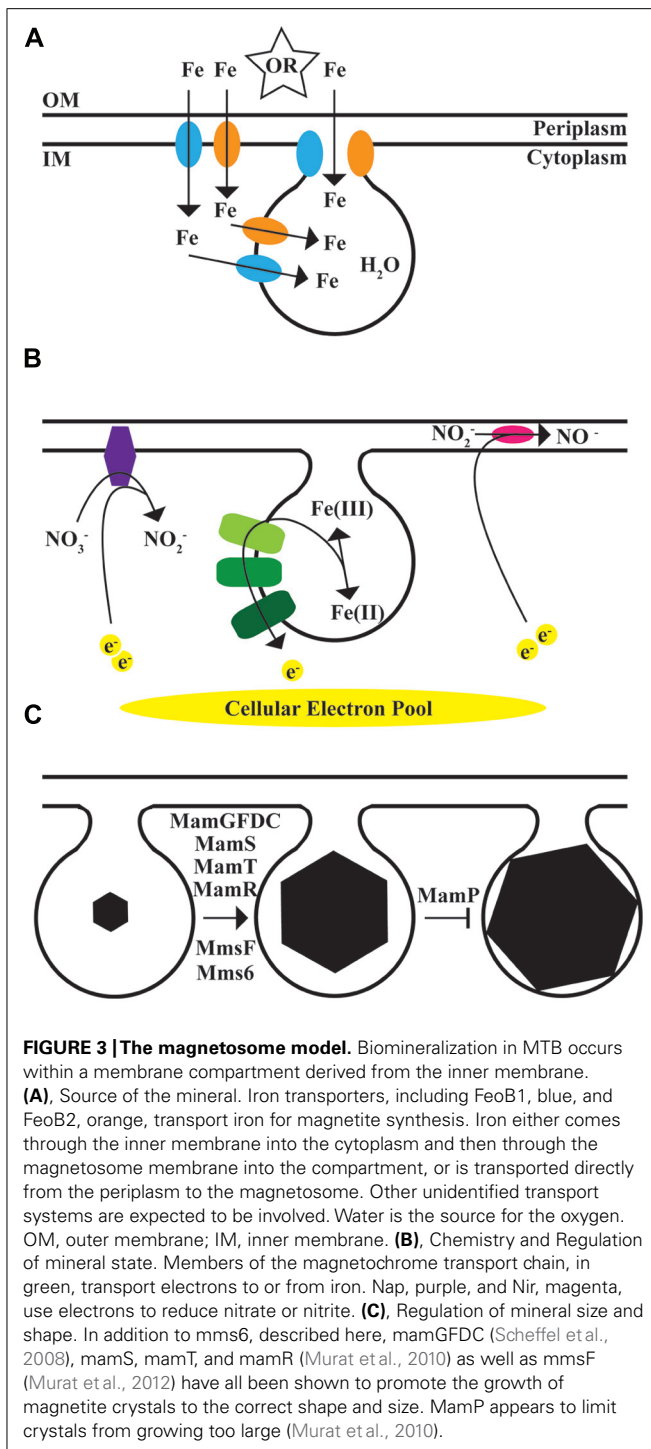 A
Fe Fe OR Fe
OM
Periplasm
IM
Cytoplasm
Fe
Fe
Fe
Fe
H₂O
Fe
B
NO₂⁻ NO⁻
Fe(III)
NO₃⁻ NO₂⁻
Fe(II)
e⁻
e⁻
e⁻
e⁻
e⁻
Cellular Electron Pool
C
MamGFDC
MamS
MamT
MamR
MamP
MmsF
Mms6
FIGURE 3 | The magnetosome model. Biomineralization in MTB occurs
within a membrane compartment derived from the inner membrane.
(A), Source of the mineral. Iron transporters, including FeoB1, blue, and
FeoB2, orange, transport iron for magnetite synthesis. Iron either comes
through the inner membrane into the cytoplasm and then through the
magnetosome membrane into the compartment, or is transported directly
from the periplasm to the magnetosome. Other unidentified transport
systems are expected to be involved. Water is the source for the oxygen.
OM, outer membrane; IM, inner membrane. (B), Chemistry and Regulation
of mineral state. Members of the magnetochrome transport chain, in
green, transport electrons to or from iron. Nap, purple, and Nir, magenta,
use electrons to reduce nitrate or nitrite. (C), Regulation of mineral size and
shape. In addition to mms6, described here, mamGFDC (Scheffel et al.,
2008), mamS, mamT, and mamR (Murat et al., 2010) as well as mmsF
(Murat et al., 2012) have all been shown to promote the growth of
magnetite crystals to the correct shape and size. MamP appears to limit
crystals from growing too large (Murat et al., 2010).